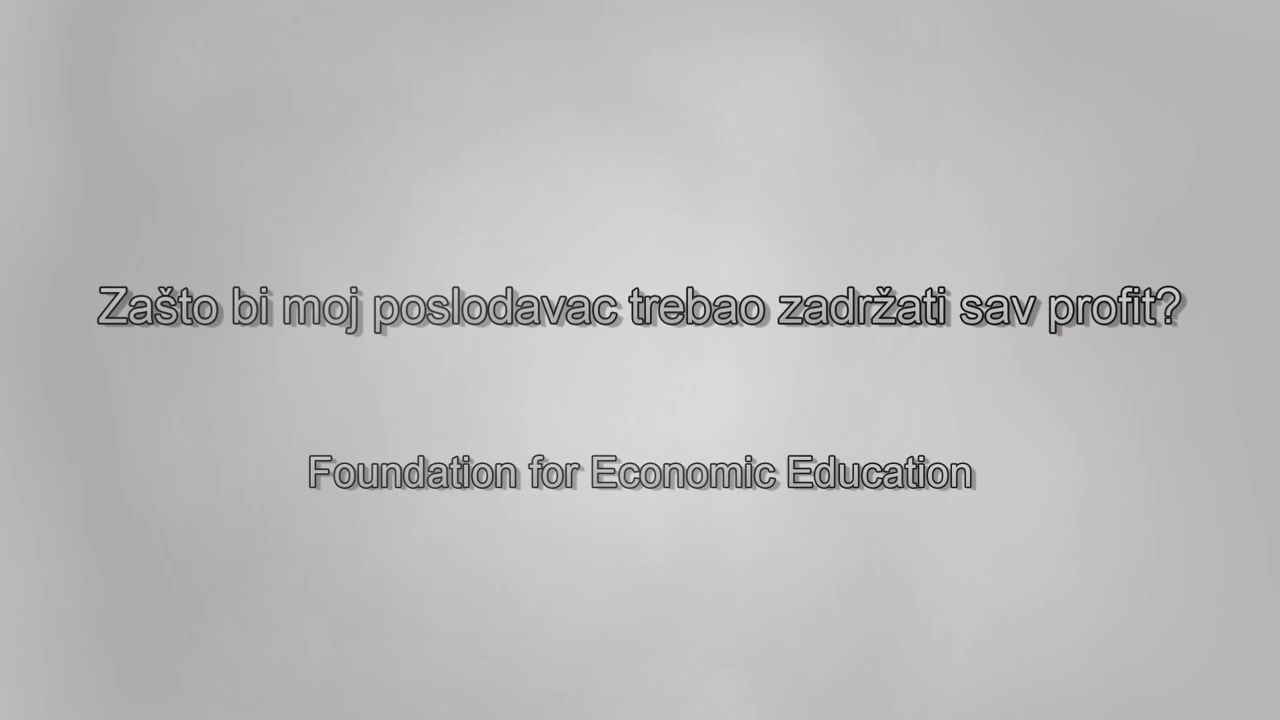 Zašto bi moj poslodavac trebao zadržati sav profit?
Foundation for Economic Education